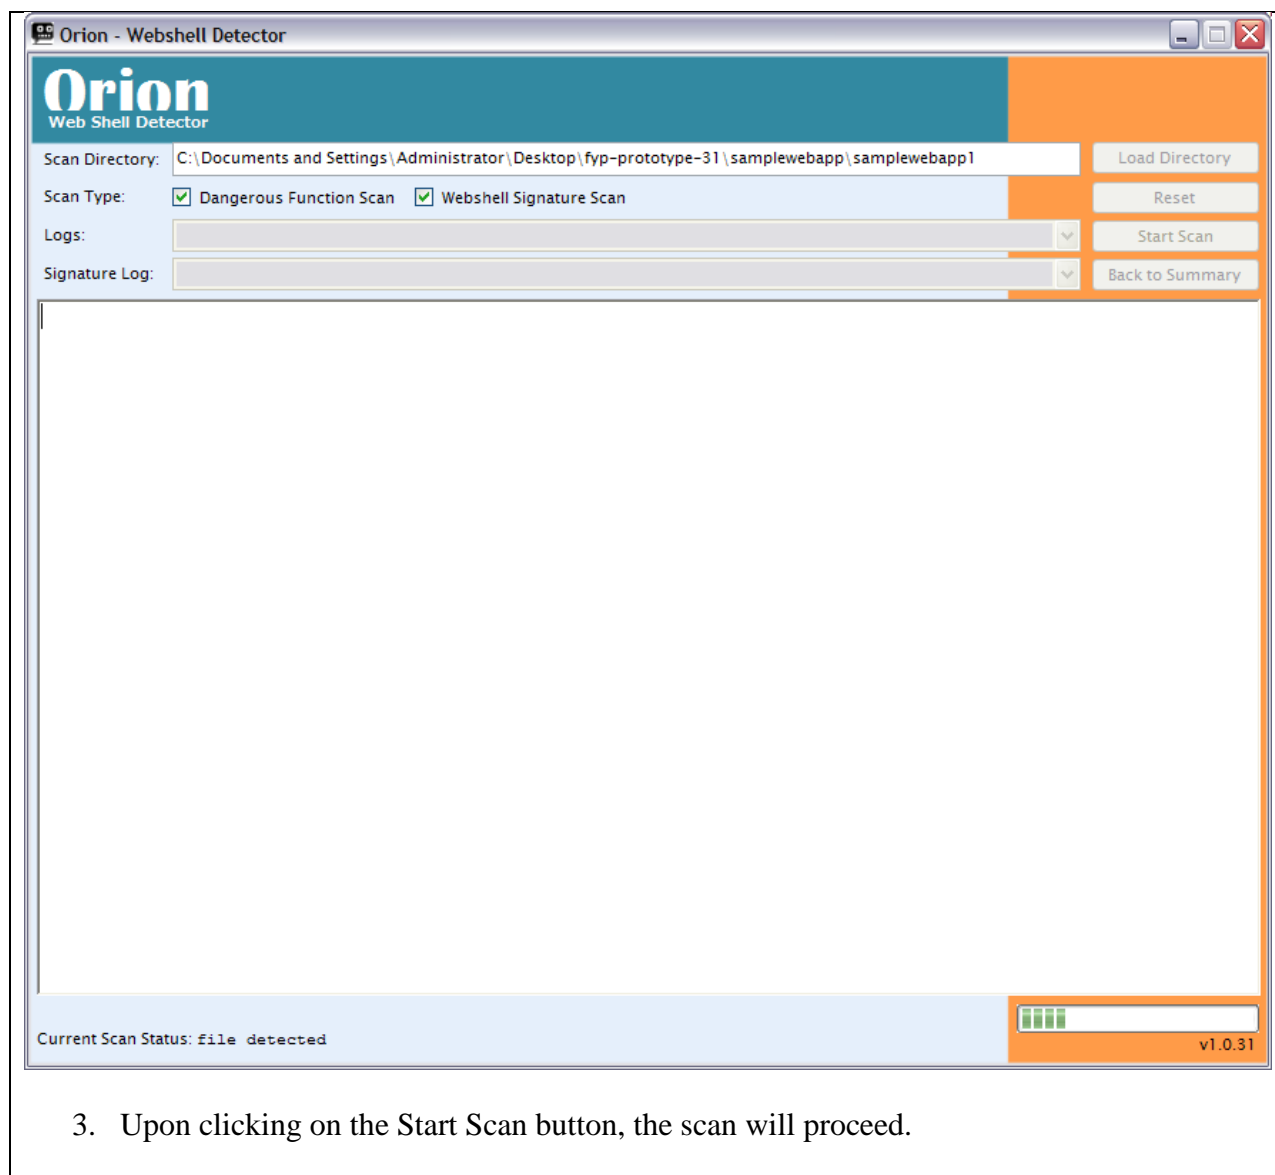 Orion - Webshell Detector
Orion
Web Shell Detector
Scan Directory: C:\Documents and Settings\Administrator\Desktop\fyp-prototype-31\samplewebapp\samplewebapp1 Load Directory
Scan Type: Dangerous Function Scan Webshell Signature Scan Reset
Logs: Start Scan
Signature Log: Back to Summary
Current Scan Status: file detected
v1.0.31
3. Upon clicking on the Start Scan button, the scan will proceed.